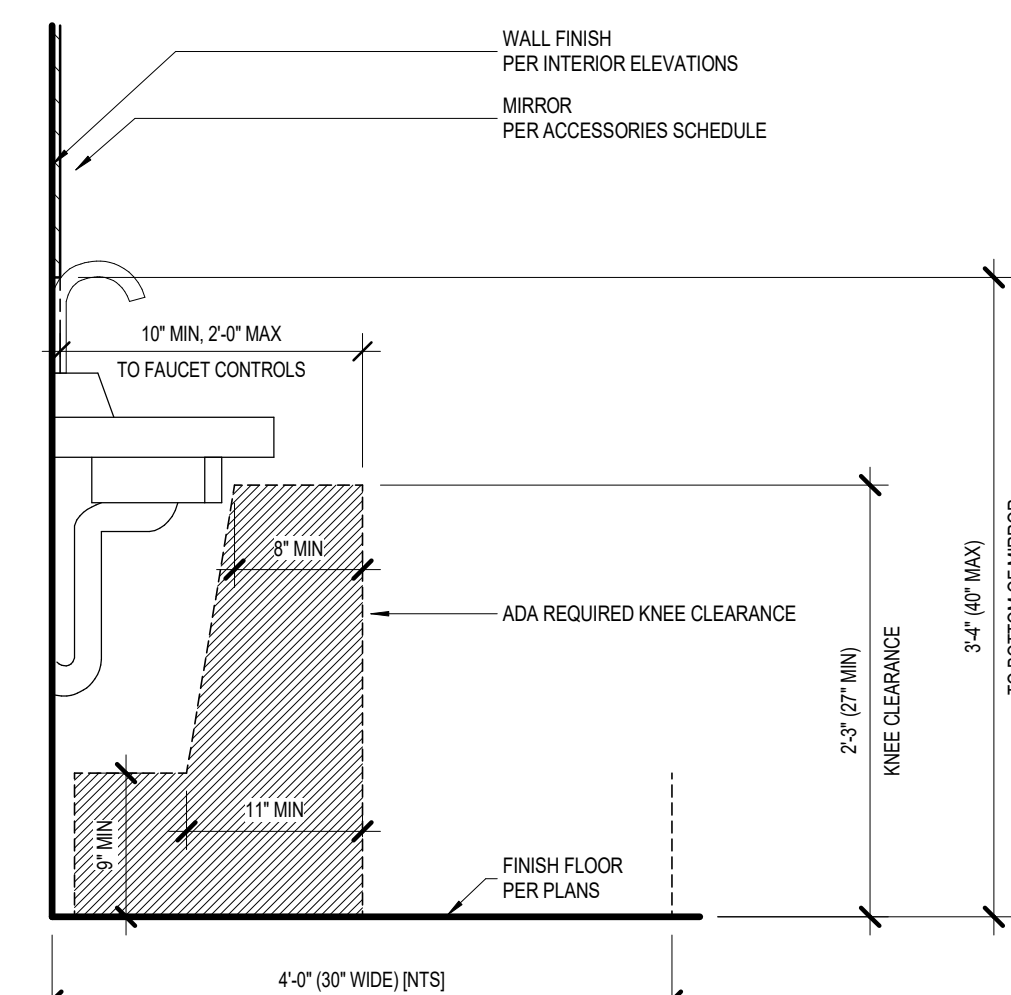 WALL FINISH
PER INTERIOR ELEVATIONS
MIRROR
PER ACCESSORIES SCHEDULE
10" MIN, 2'-0" MAX
TO FAUCET CONTROLS
8" MIN
ADA REQUIRED KNEE CLEARANCE
2'-3" (27" MIN)
KNEE CLEARANCE
3'-4" (40" MAX)
11" MIN
9" MIN
FINISH FLOOR
PER PLANS
4'-0" (30" WIDE) [NTS]